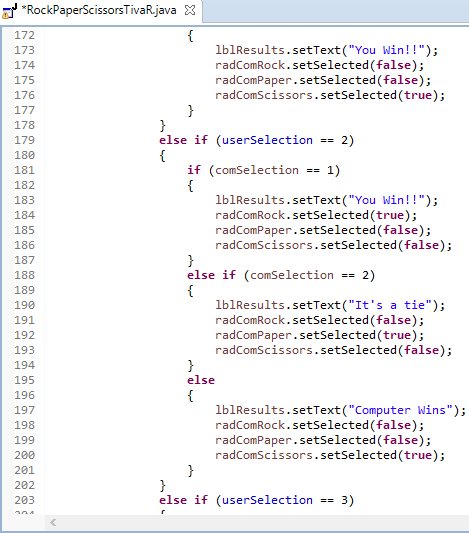 *RockPaperScissorsTivaR.java
172 {
173 lblResults.setText("You Win!!");
174 radComRock.setSelected(false);
175 radComPaper.setSelected(false);
176 radComScissors.setSelected(true);
177 }
178 }
179 else if (userSelection == 2)
180 {
181 if (comSelection == 1)
182 {
183 lblResults.setText("You Win!!");
184 radComRock.setSelected(true);
185 radComPaper.setSelected(false);
186 radComScissors.setSelected(false);
187 }
188 else if (comSelection == 2)
189 {
190 lblResults.setText("It's a tie");
191 radComRock.setSelected(false);
192 radComPaper.setSelected(true);
193 radComScissors.setSelected(false);
194 }
195 else
196 {
197 lblResults.setText("Computer Wins");
198 radComRock.setSelected(false);
199 radComPaper.setSelected(false);
200 radComScissors.setSelected(true);
201 }
202 }
203 else if (userSelection == 3)